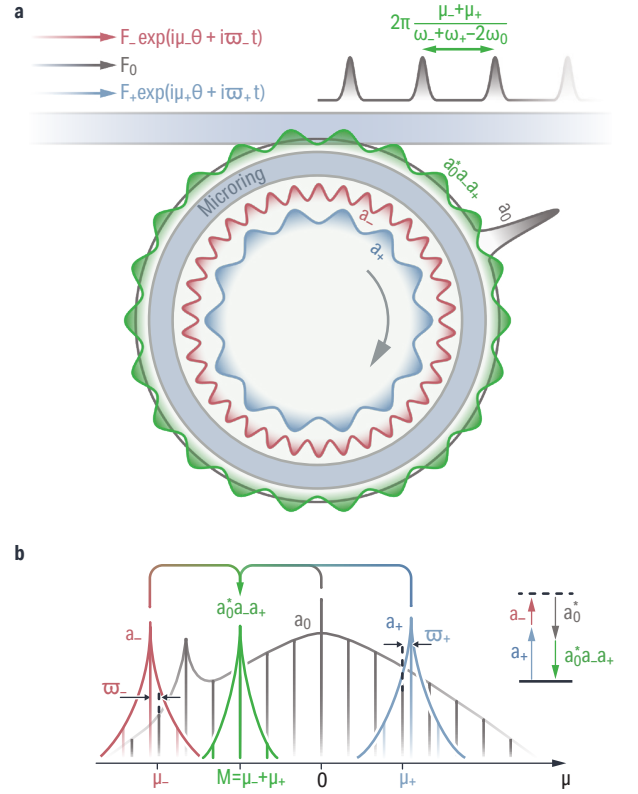 a
F₋exp(iμ₋θ + iϖ₋t)
F₀
F₊exp(iμ₊θ + iϖ₊t)
2π (μ₋+μ₊)/(ω₋+ω₊−2ω₀)
Microring
a₋
a₊
a₀*a₋a₊
a₀
b
a₀*a₋a₊
a₋
a₀
a₊
ϖ₊
ϖ₋
a₋
a₀*
a₊
a₀*a₋a₊
μ₋
M=μ₋+μ₊
0
μ₊
μ